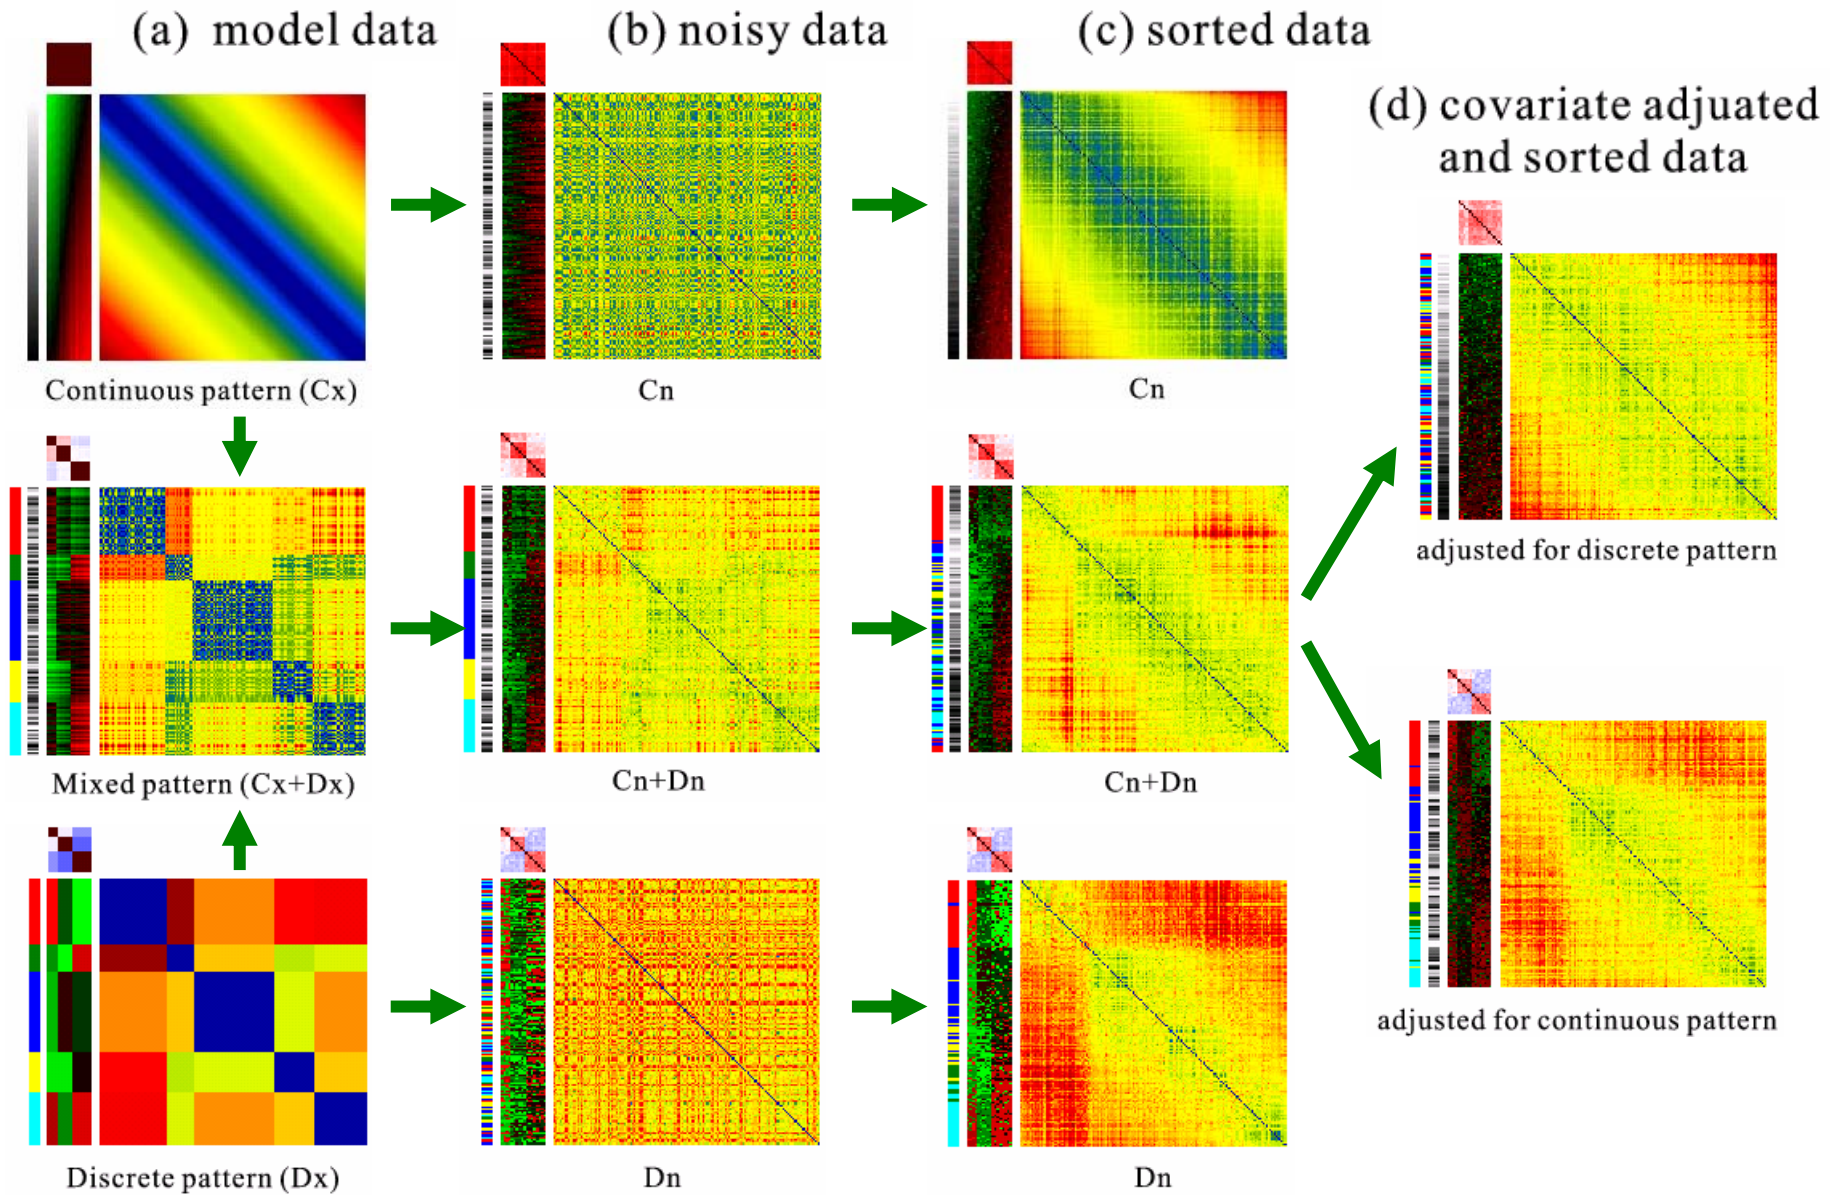 (a) model data
(b) noisy data
(c) sorted data
(d) covariate adjuated
and sorted data
Continuous pattern (Cx)
Cn
Cn
adjusted for discrete pattern
Mixed pattern (Cx+Dx)
Cn+Dn
Cn+Dn
adjusted for continuous pattern
Discrete pattern (Dx)
Dn
Dn